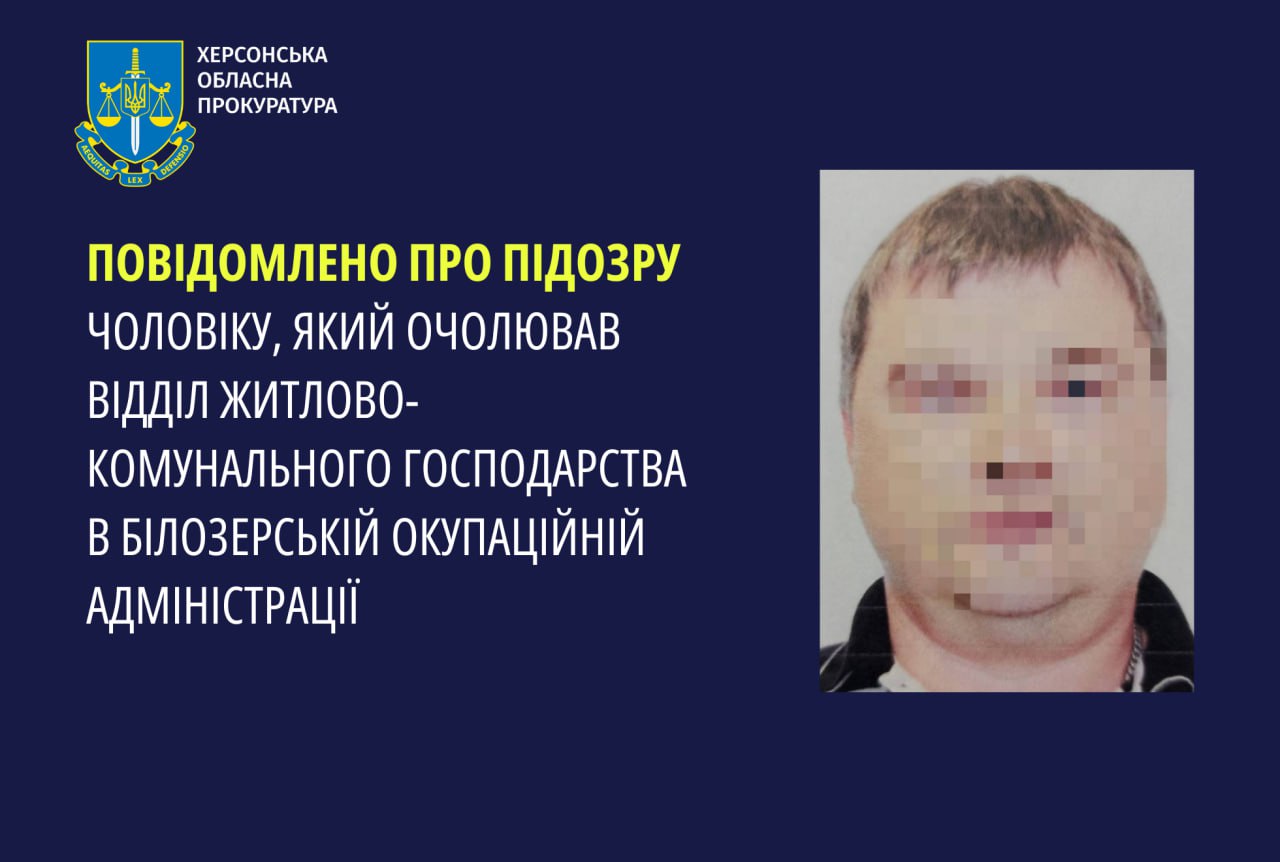 ХЕРСОНСЬКА
ОБЛАСНА
ПРОКУРАТУРА
AEQUITAS
LEX
DEFENSIO
ПОВІДОМЛЕНО ПРО ПІДОЗРУ
ЧОЛОВІКУ, ЯКИЙ ОЧОЛЮВАВ
ВІДДІЛ ЖИТЛОВО-
КОМУНАЛЬНОГО ГОСПОДАРСТВА
В БІЛОЗЕРСЬКІЙ ОКУПАЦІЙНІЙ
АДМІНІСТРАЦІЇ